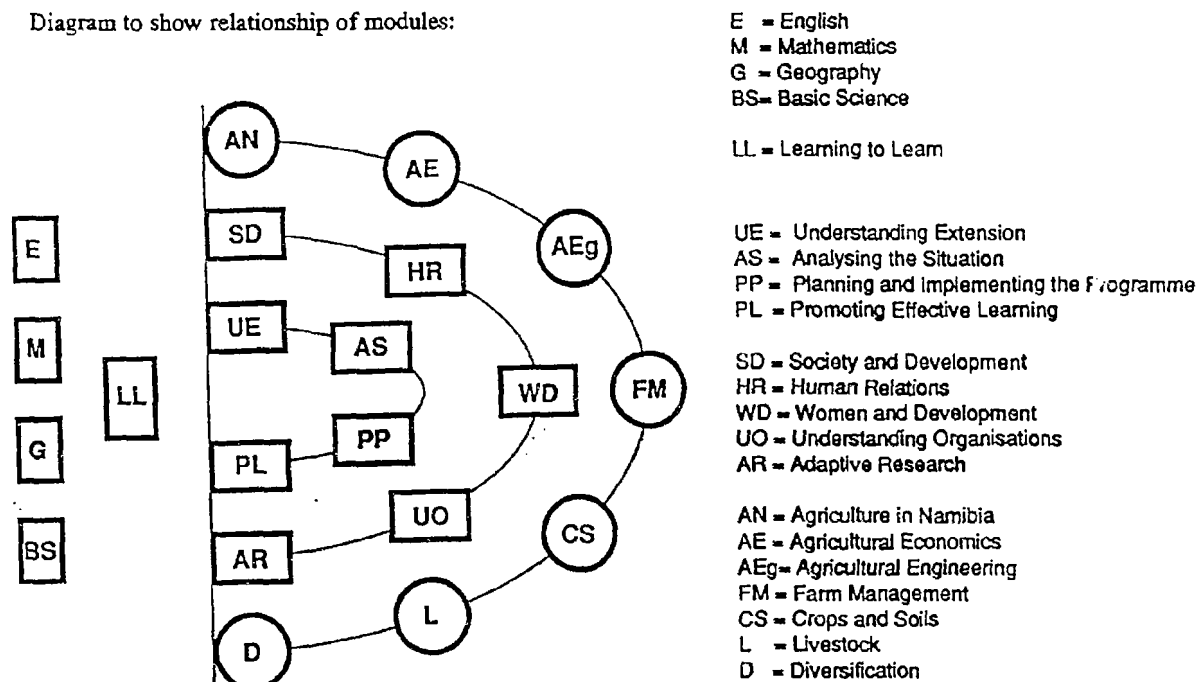 Diagram to show relationship of modules:
E = English
M = Mathematics
G = Geography
BS= Basic Science
LL = Learning to Learn
UE = Understanding Extension
AS = Analysing the Situation
PP = Planning and Implementing the Programme
PL = Promoting Effective Learning
SD = Society and Development
HR = Human Relations
WD = Women and Development
UO = Understanding Organisations
AR = Adaptive Research
AN = Agriculture in Namibia
AE = Agricultural Economics
AEg= Agricultural Engineering
FM = Farm Management
CS = Crops and Soils
L = Livestock
D = Diversification
AN
AE
AEg
FM
CS
L
D
SD
HR
WD
UO
AR
UE
AS
PP
PL
LL
E
M
G
BS